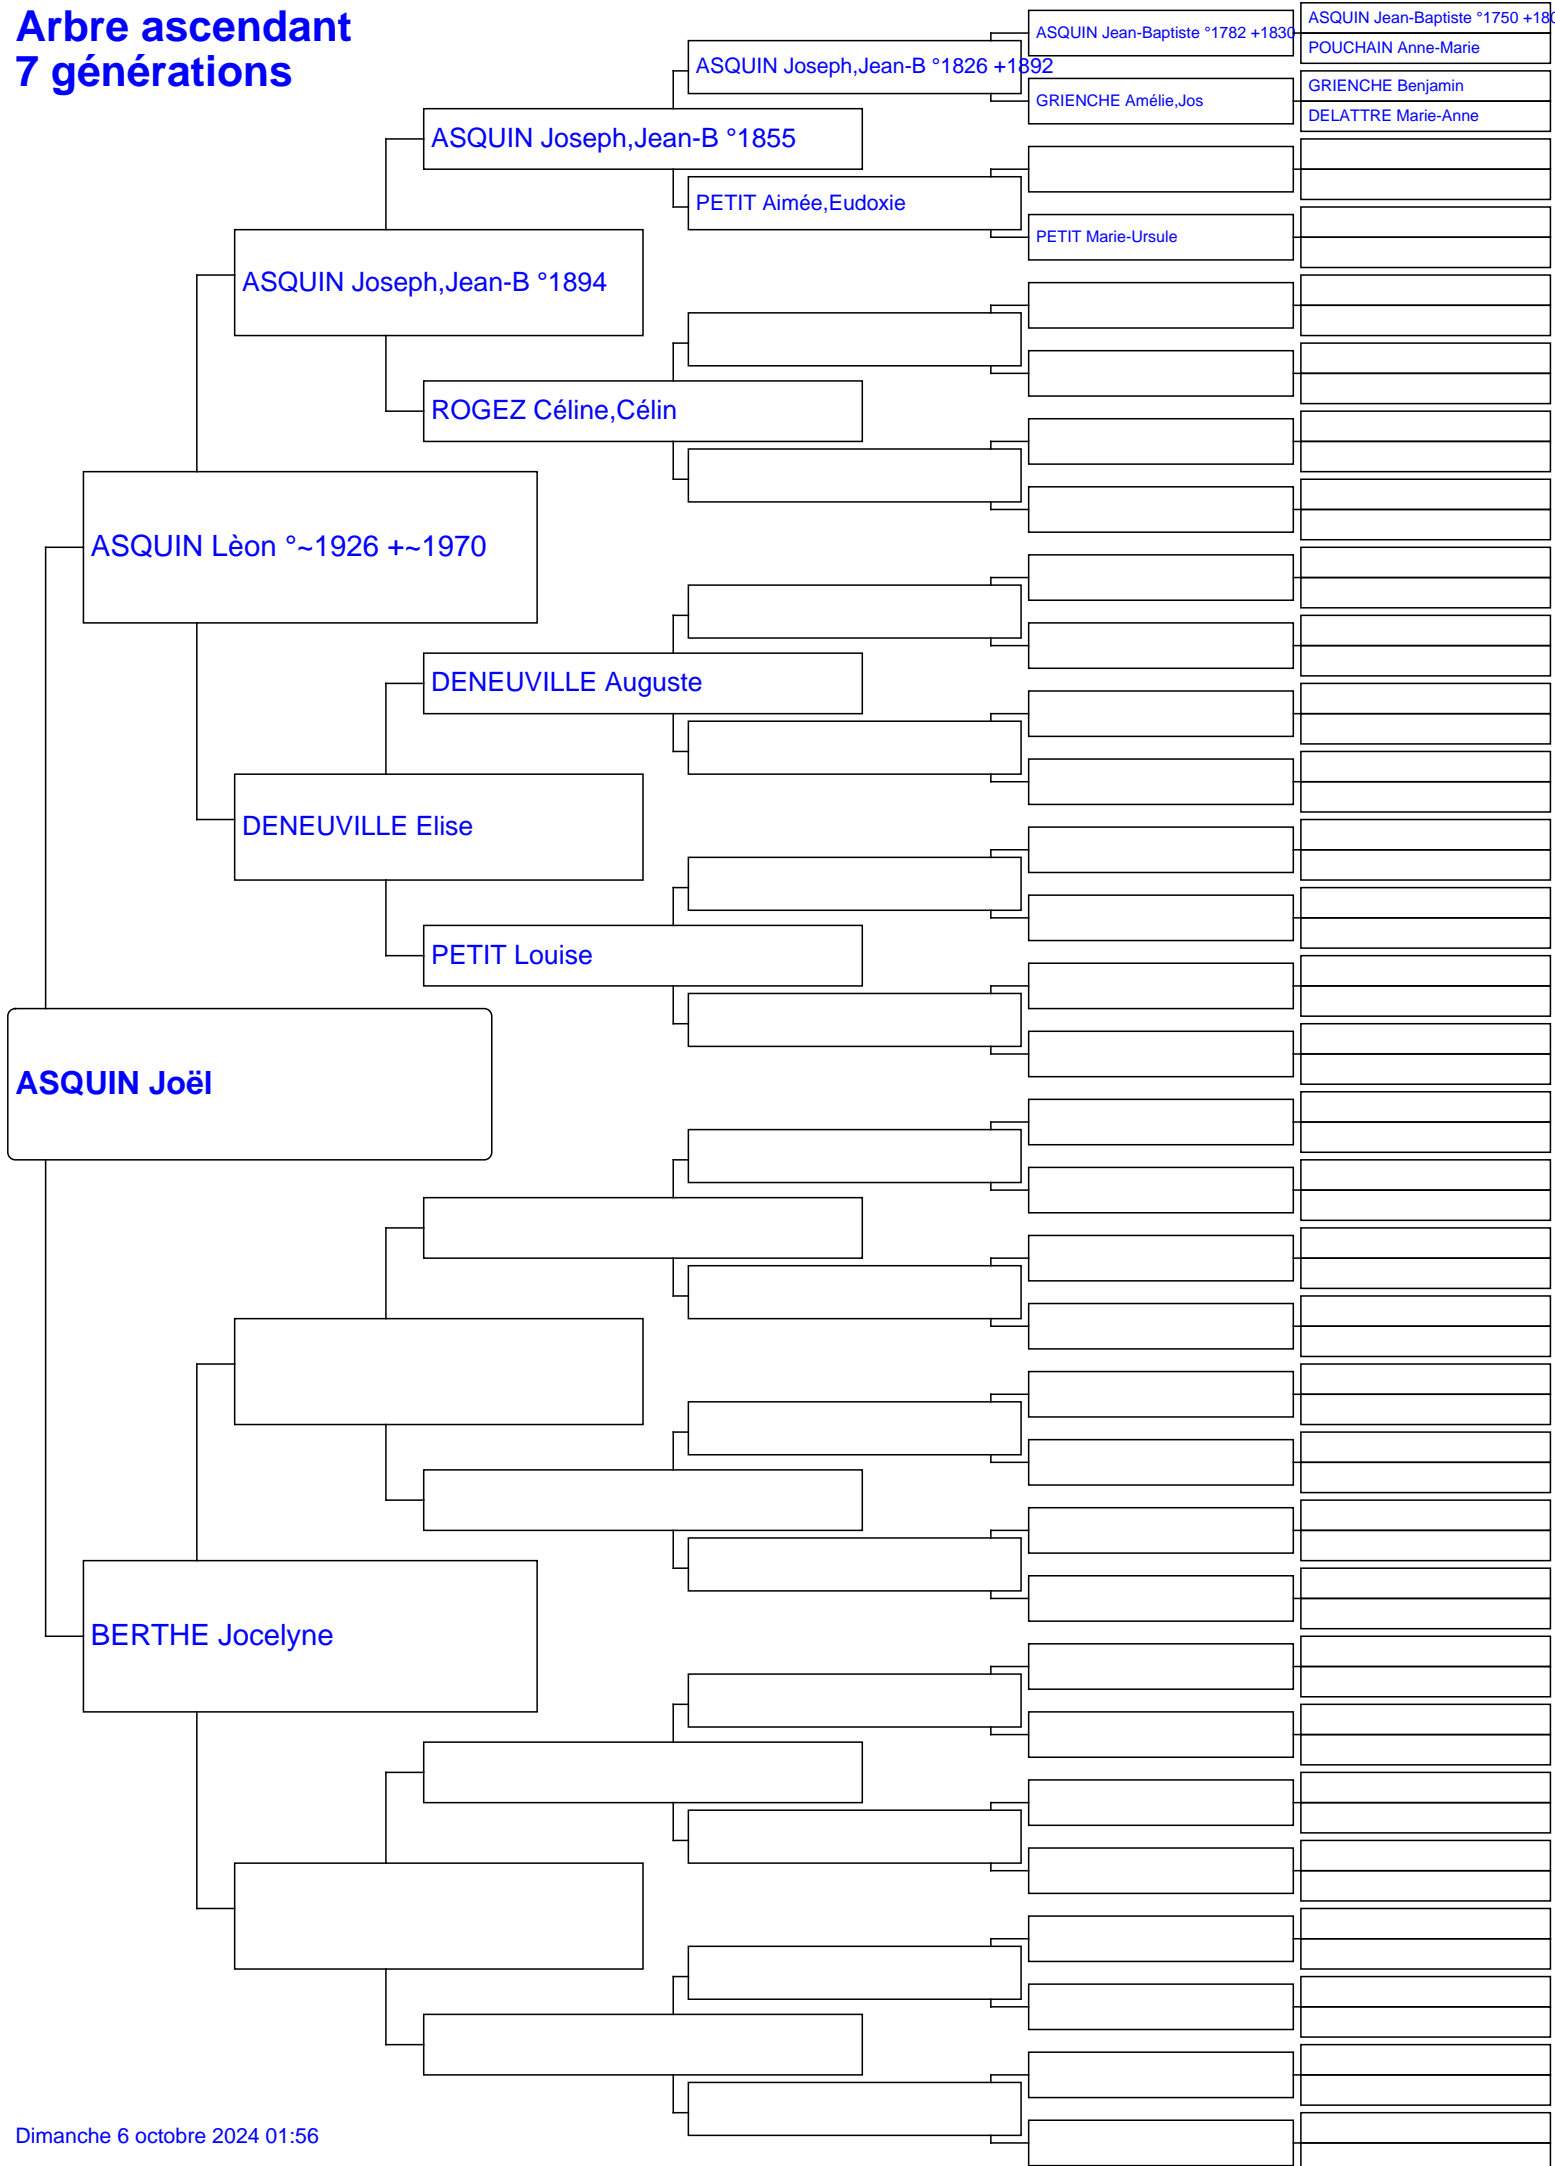 Arbre ascendant
7 générations
ASQUIN Jean-Baptiste °1750 +180
ASQUIN Jean-Baptiste °1782 +1830
POUCHAIN Anne-Marie
ASQUIN Joseph,Jean-B °1826 +1892
GRIENCHE Benjamin
GRIENCHE Amélie,Jos
DELATTRE Marie-Anne
ASQUIN Joseph,Jean-B °1855
PETIT Aimée,Eudoxie
PETIT Marie-Ursule
ASQUIN Joseph,Jean-B °1894
ROGEZ Céline,Célin
ASQUIN Lèon °~1926 +~1970
DENEUVILLE Auguste
DENEUVILLE Elise
PETIT Louise
ASQUIN Joël
BERTHE Jocelyne
Dimanche 6 octobre 2024 01:56